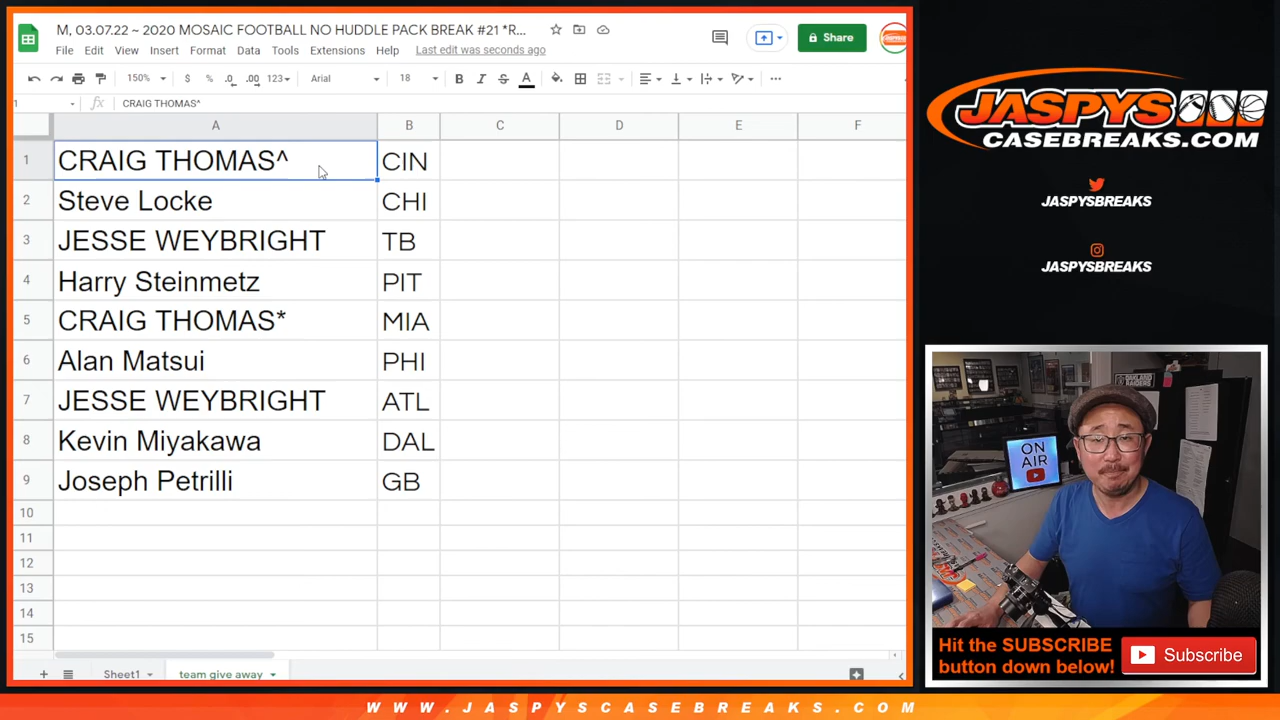 M, 03.07.22 ~ 2020 MOSAIC FOOTBALL NO HUDDLE PACK BREAK #21 *R...
File Edit View Insert Format Data Tools Extensions Help Last edit was seconds ago
Share
150% $ % .0 .00 123 Arial 18 B I S A
1 fx CRAIG THOMAS^
A B C D E F
1 CRAIG THOMAS^ CIN
2 Steve Locke CHI
3 JESSE WEYBRIGHT TB
4 Harry Steinmetz PIT
5 CRAIG THOMAS* MIA
6 Alan Matsui PHI
7 JESSE WEYBRIGHT ATL
8 Kevin Miyakawa DAL
9 Joseph Petrilli GB
10
11
12
13
14
15
Sheet1 team give away
JASPYS
CASEBREAKS.COM
JASPYSBREAKS
JASPYSBREAKS
OAKLAND
RAIDERS
ON
AIR
Hit the SUBSCRIBE
button down below!
Subscribe
WWW.JASPYSCASEBREAKS.COM